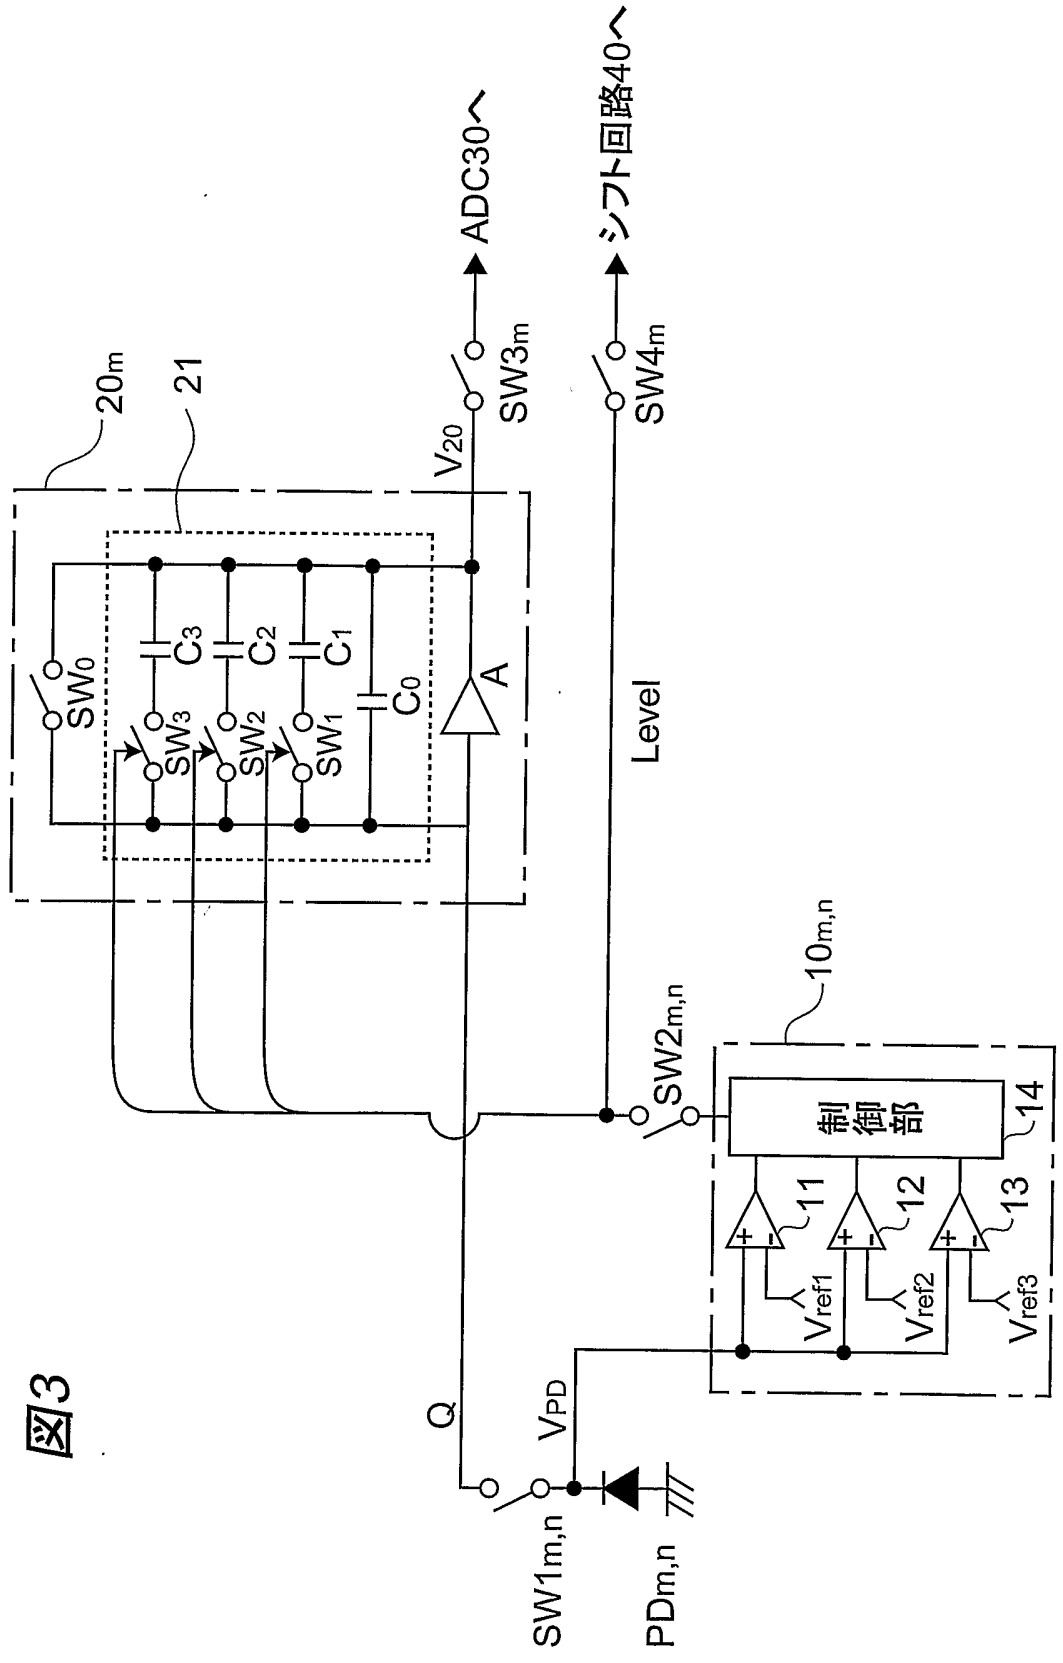 図3
20m
21
SW0
SW3
C3
SW2
C2
SW1
C1
C0
A
V20
SW3m
ADC30へ
Q
Level
SW4m
シフト回路40へ
SW1m,n
VPD
PDm,n
SW2m,n
10m,n
制御部
14
11
12
13
Vref1
Vref2
Vref3
+
-
+
-
+
-